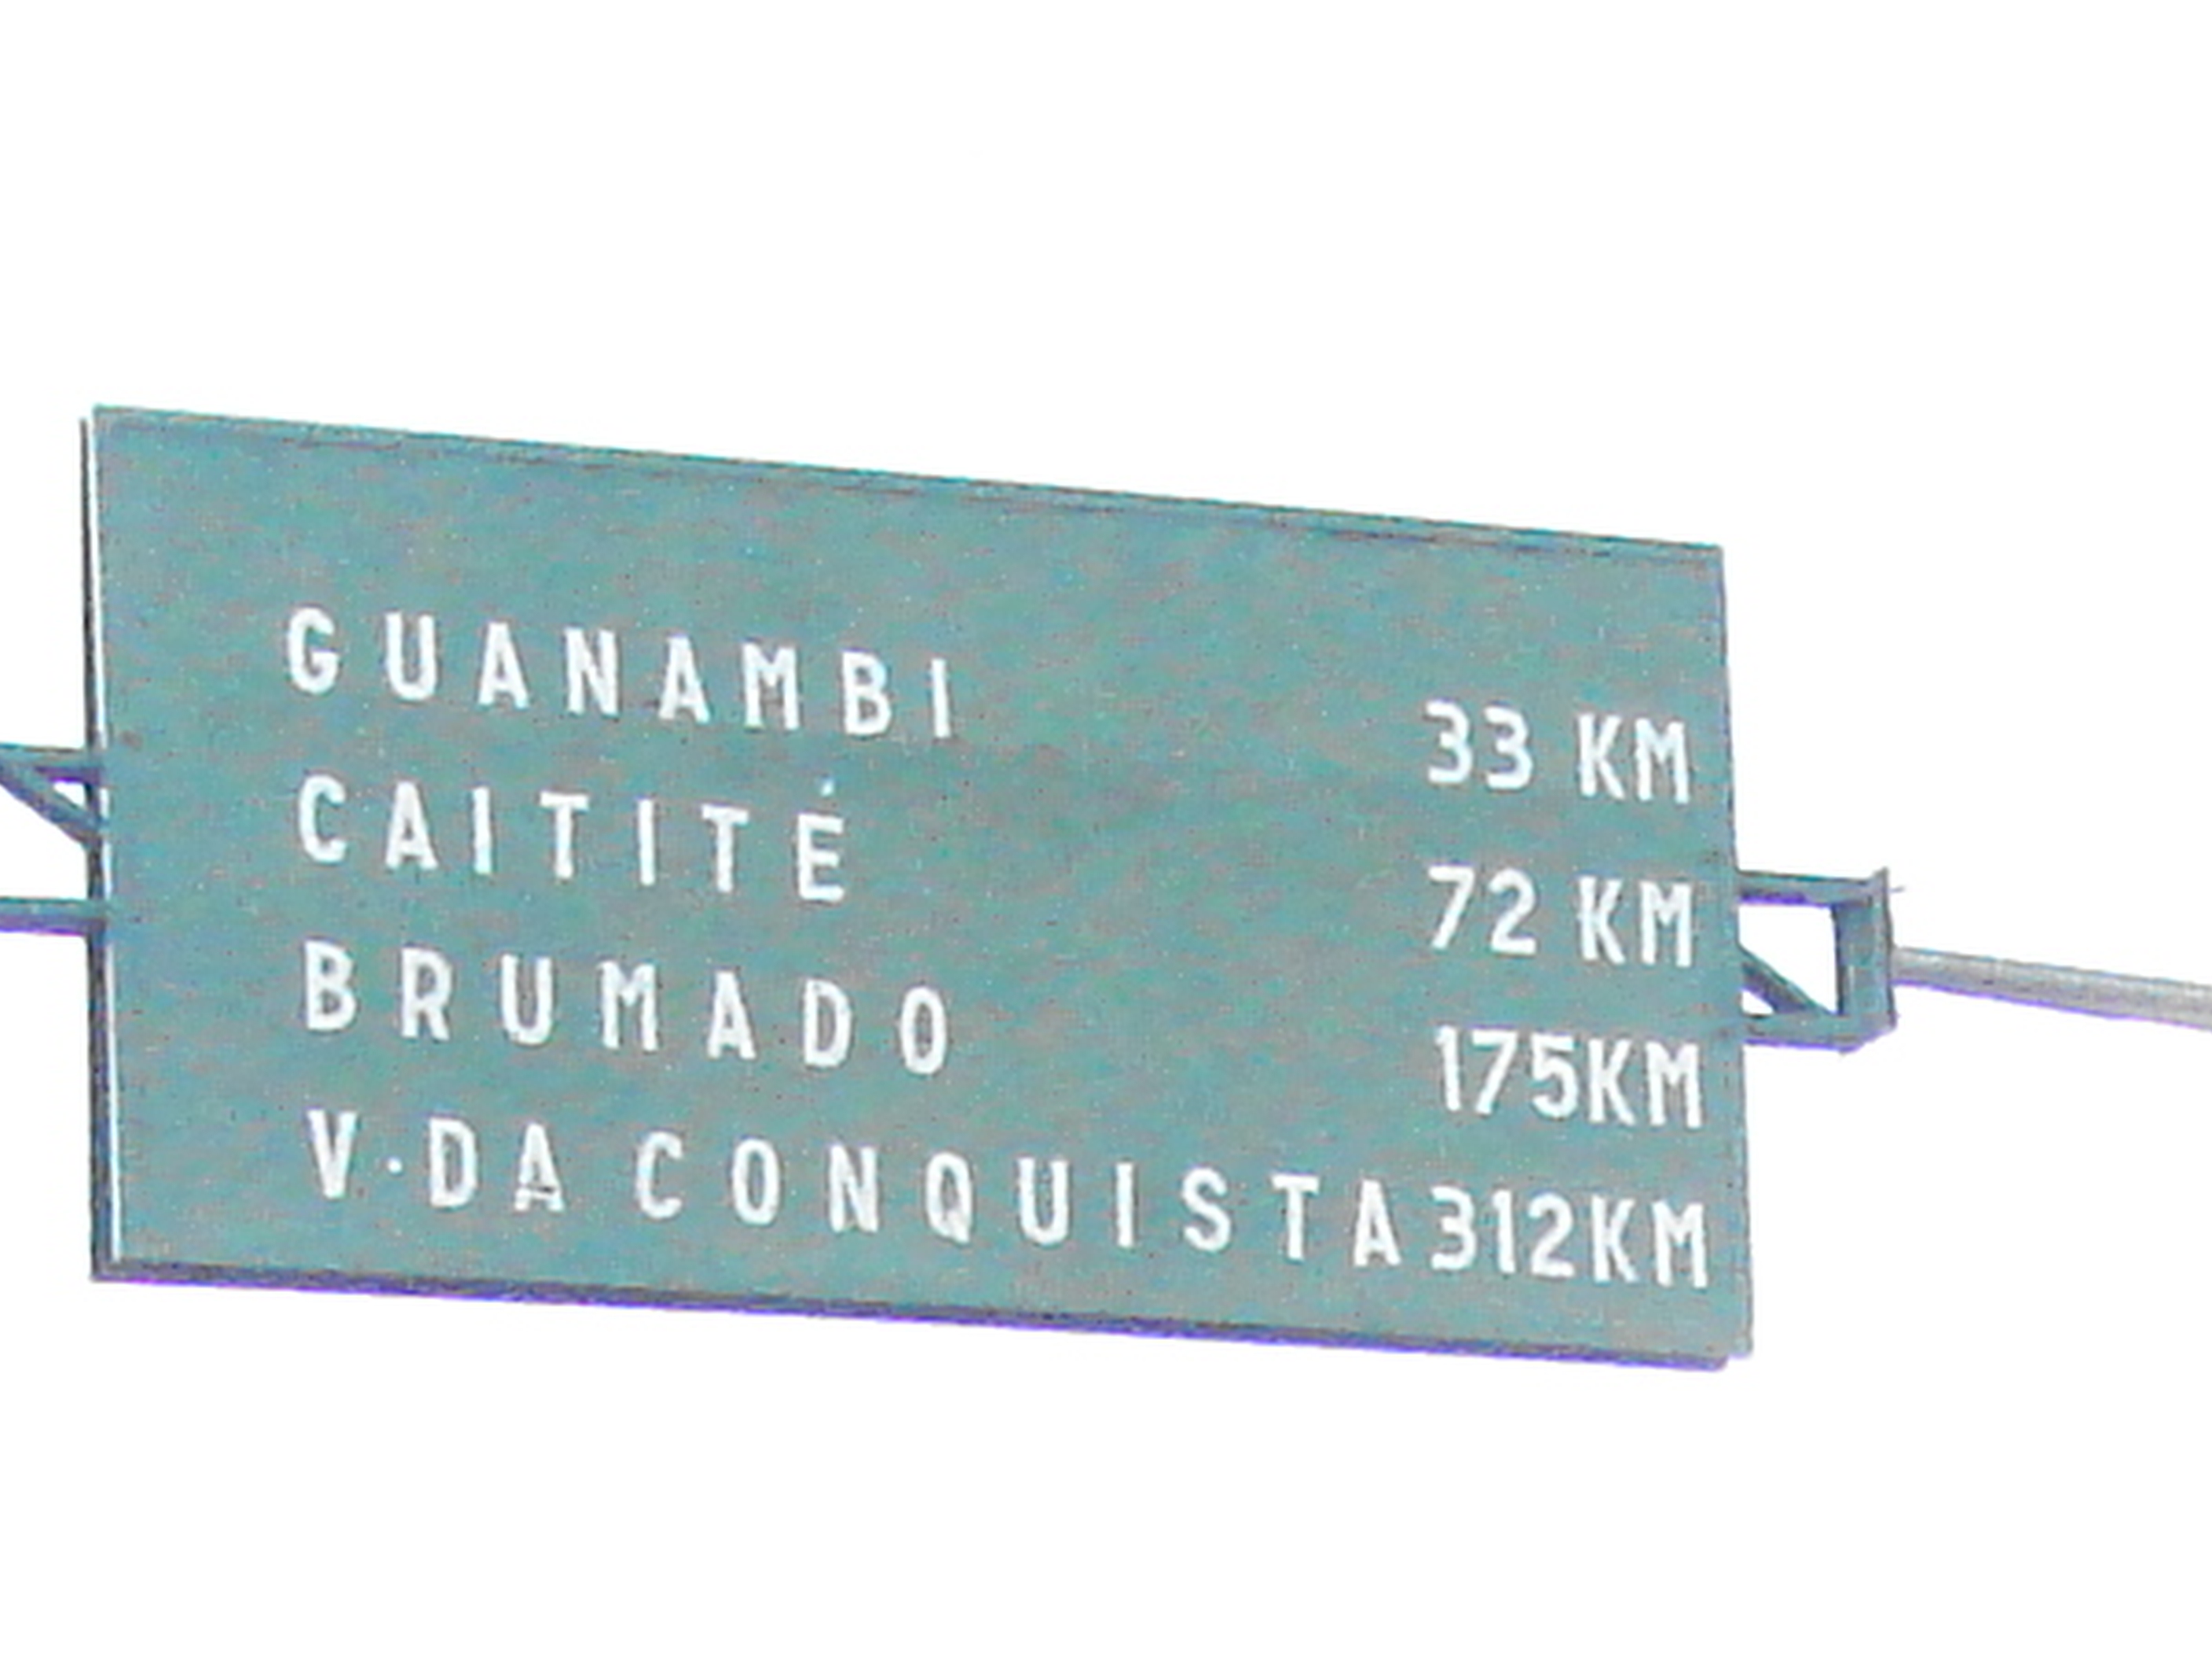 GUANAMBI 33 KM
CAITITÉ 72 KM
BRUMADO 175KM
V·DA CONQUISTA 312KM